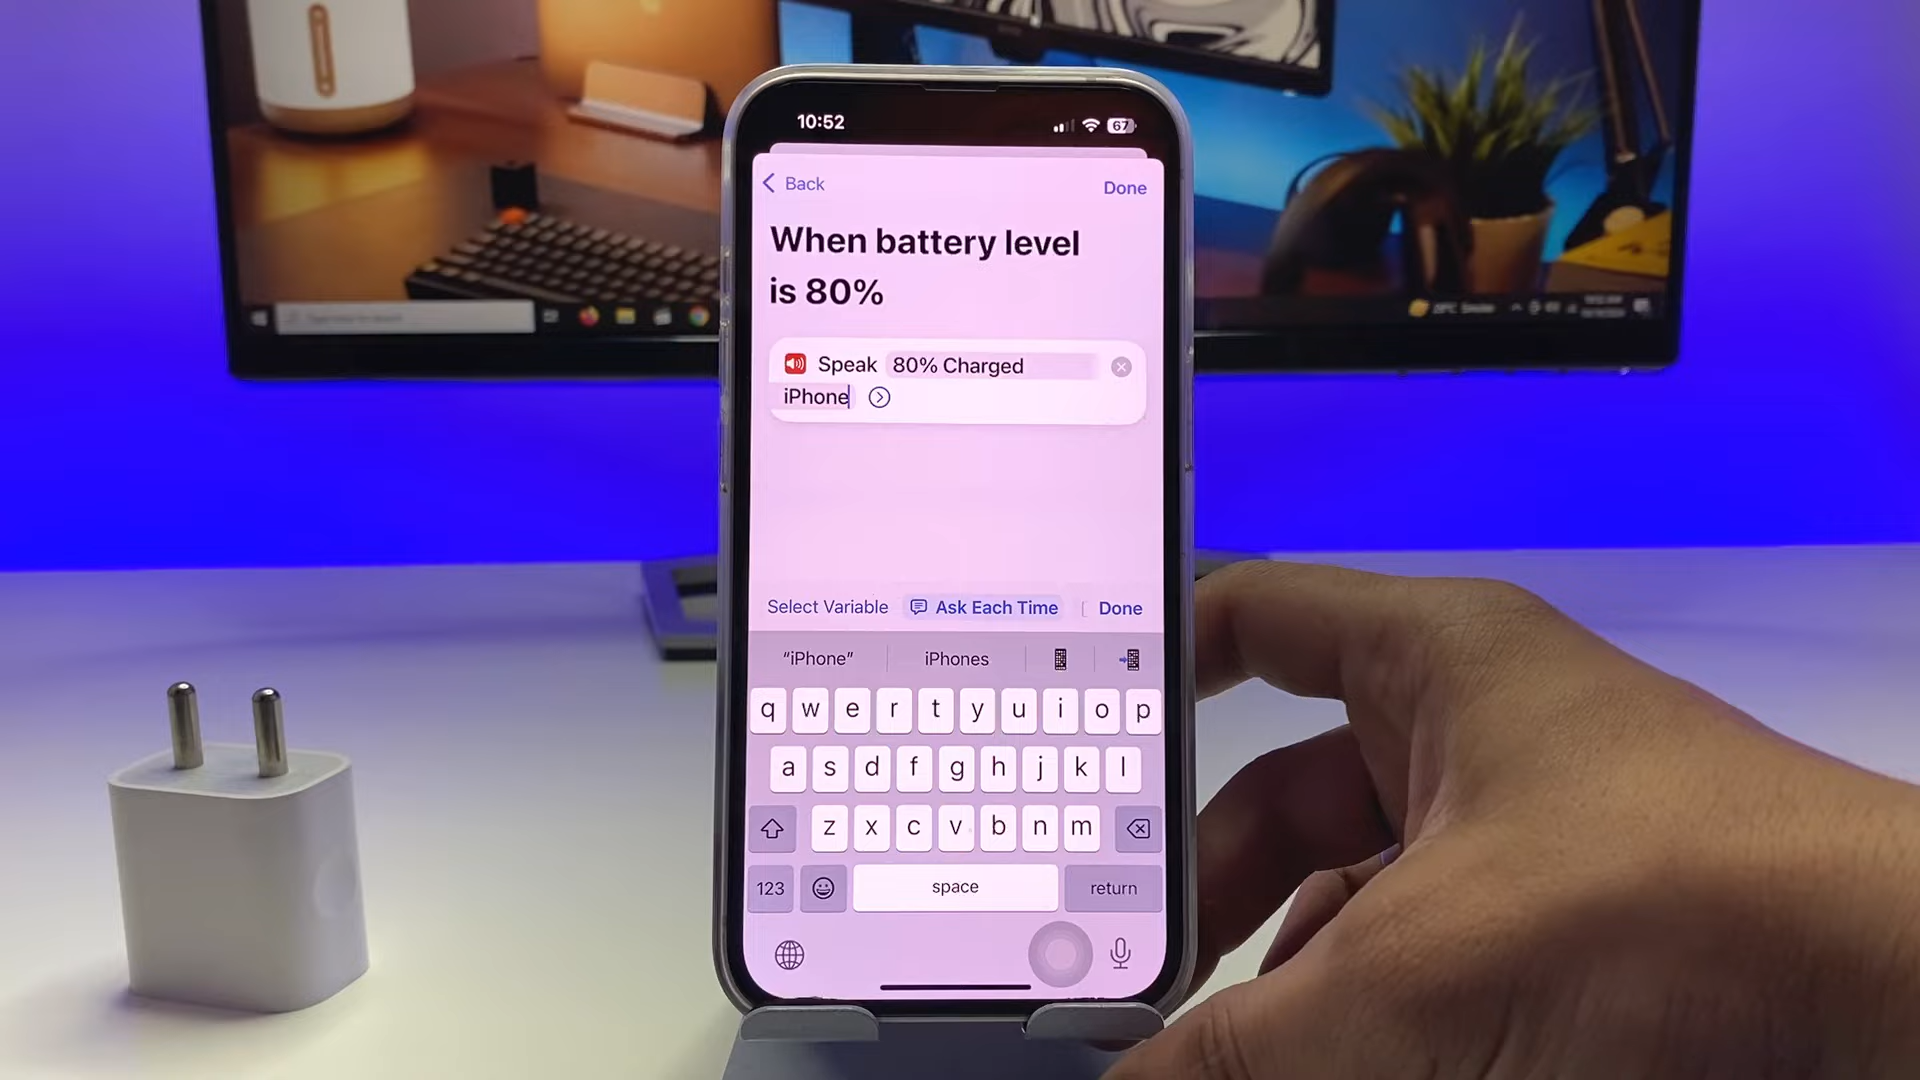 10:52
67
Back
Done
When battery level
is 80%
Speak 80% Charged
iPhone
Select Variable
Ask Each Time
Done
“iPhone”
iPhones
q w e r t y u i o p
a s d f g h j k l
z x c v b n m
123
space
return